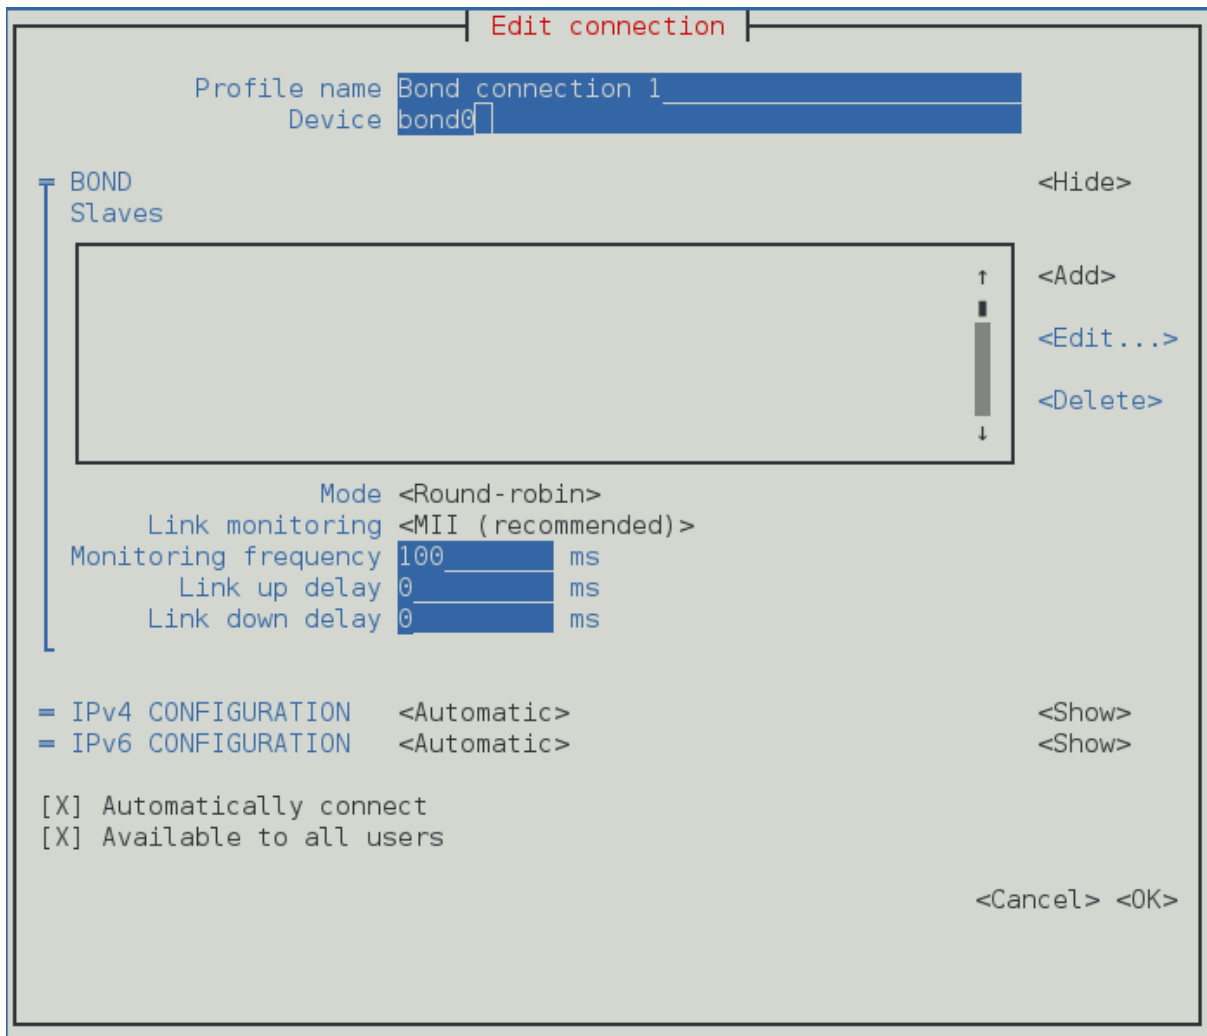 Edit connection
Profile name Bond connection 1
Device bond0
BOND <Hide>
Slaves
<Add>
<Edit...>
<Delete>
Mode <Round-robin>
Link monitoring <MII (recommended)>
Monitoring frequency 100 ms
Link up delay 0 ms
Link down delay 0 ms
= IPv4 CONFIGURATION <Automatic> <Show>
= IPv6 CONFIGURATION <Automatic> <Show>
[X] Automatically connect
[X] Available to all users
<Cancel> <OK>